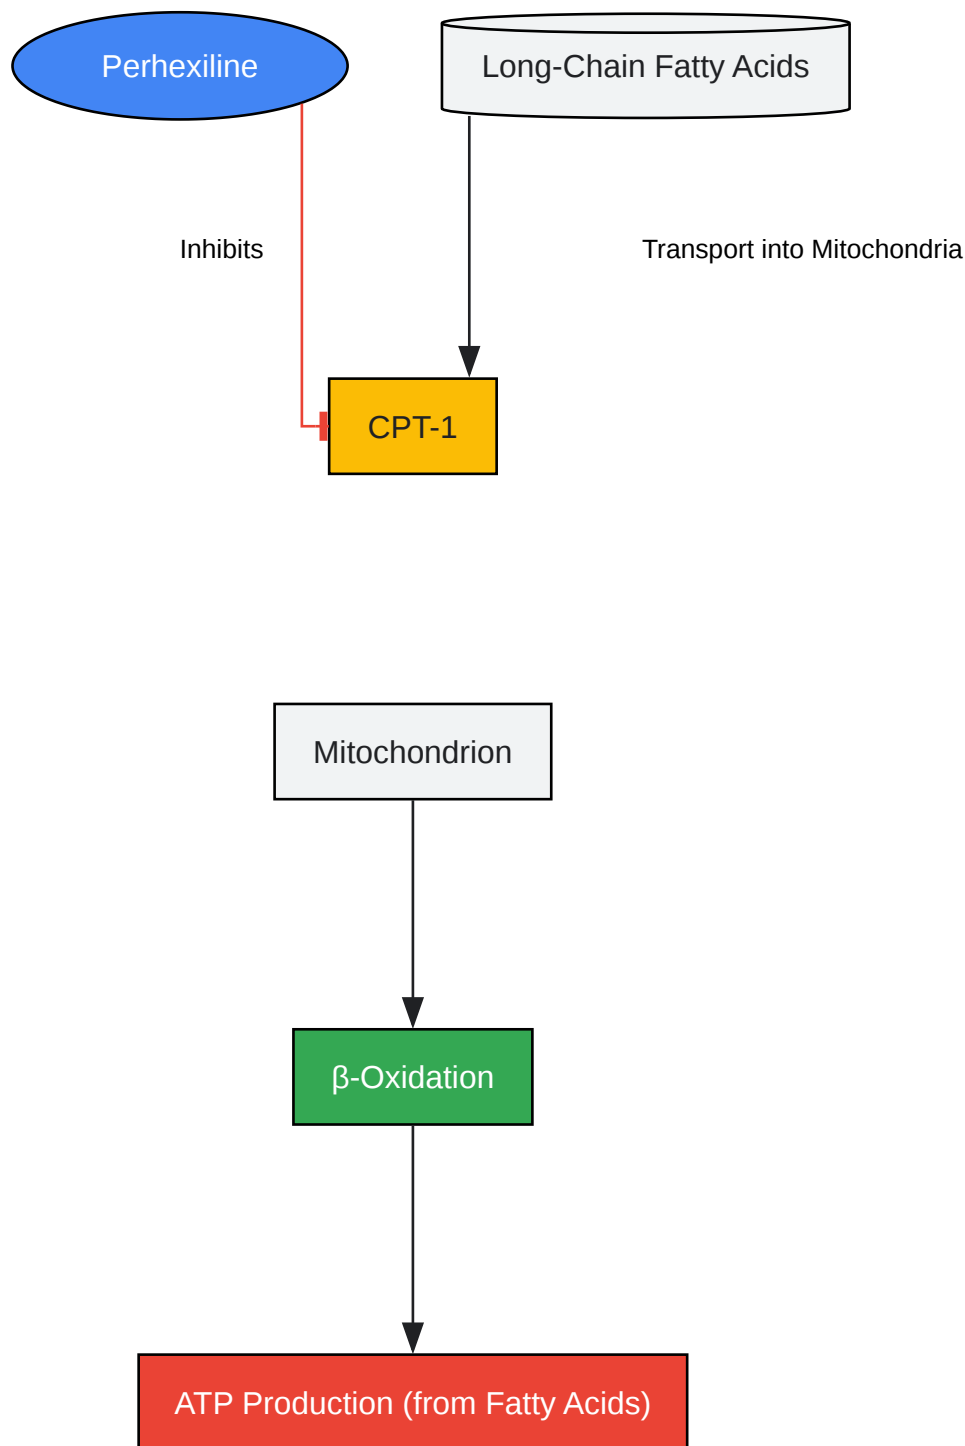 Perhexiline
Long-Chain Fatty Acids
Inhibits
Transport into Mitochondria
CPT-1
Mitochondrion
β-Oxidation
ATP Production (from Fatty Acids)